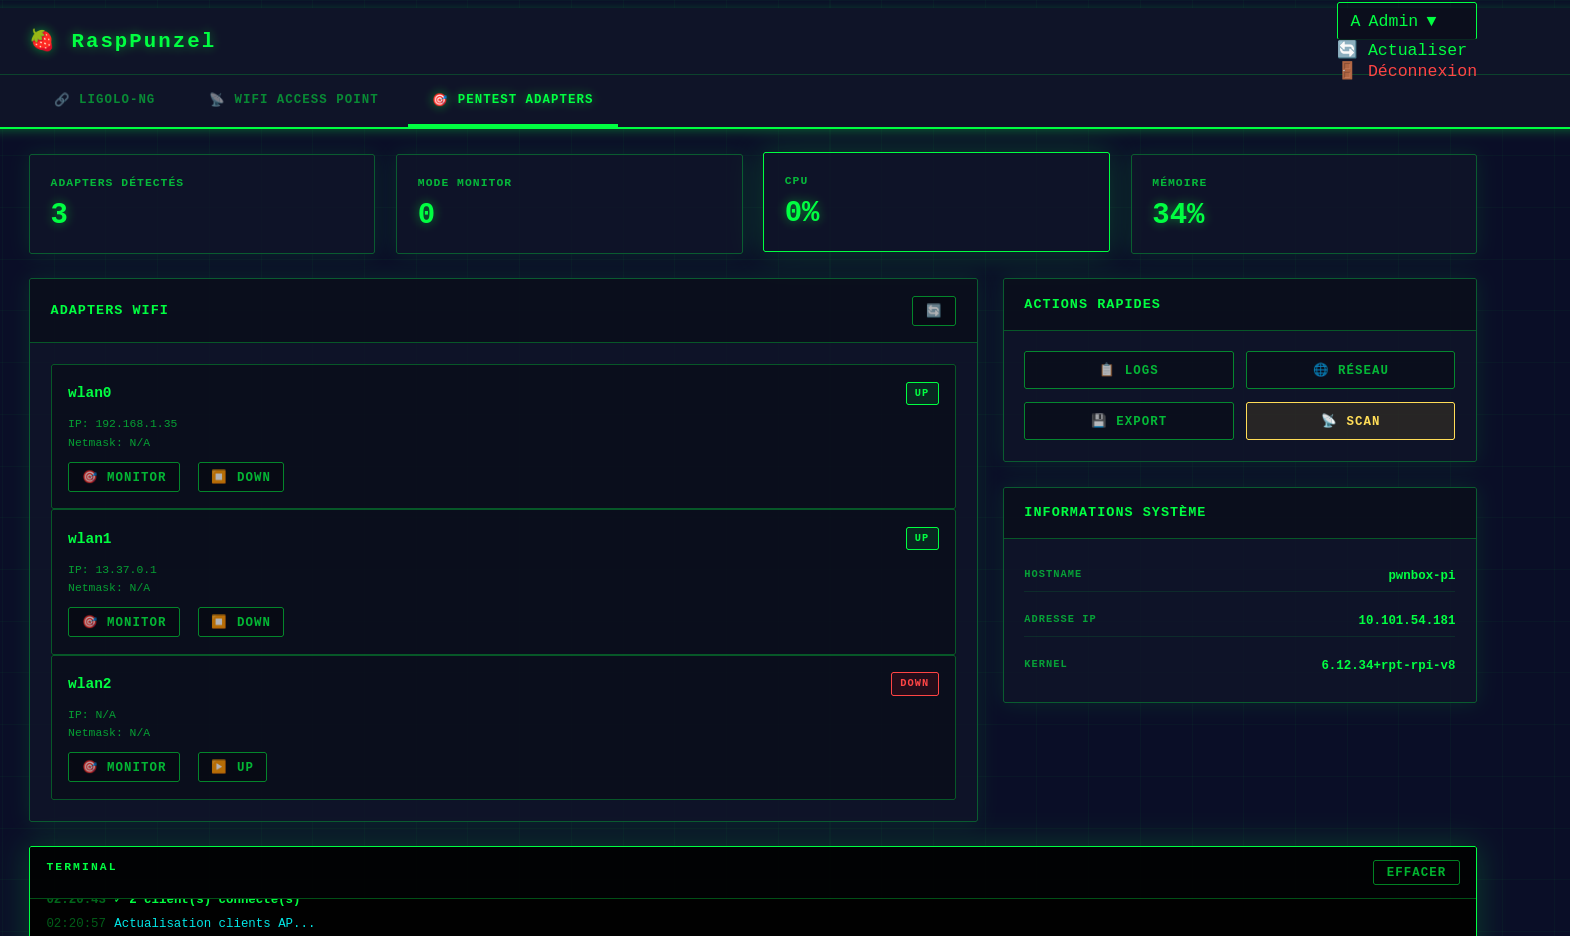 🍓 RaspPunzel
A Admin ▼
🔄 Actualiser
🚪 Déconnexion
🔗 LIGOLO-NG
📡 WIFI ACCESS POINT
🎯 PENTEST ADAPTERS
ADAPTERS DÉTECTÉS
3
MODE MONITOR
0
CPU
0%
MÉMOIRE
34%
ADAPTERS WIFI
🔄
wlan0
UP
IP: 192.168.1.35
Netmask: N/A
🎯 MONITOR
⏹️ DOWN
wlan1
UP
IP: 13.37.0.1
Netmask: N/A
🎯 MONITOR
⏹️ DOWN
wlan2
DOWN
IP: N/A
Netmask: N/A
🎯 MONITOR
▶️ UP
ACTIONS RAPIDES
📋 LOGS
🌐 RÉSEAU
💾 EXPORT
📡 SCAN
INFORMATIONS SYSTÈME
HOSTNAME
pwnbox-pi
ADRESSE IP
10.101.54.181
KERNEL
6.12.34+rpt-rpi-v8
TERMINAL
EFFACER
02:20:43 ✓ 2 client(s) connecté(s)
02:20:57 Actualisation clients AP...